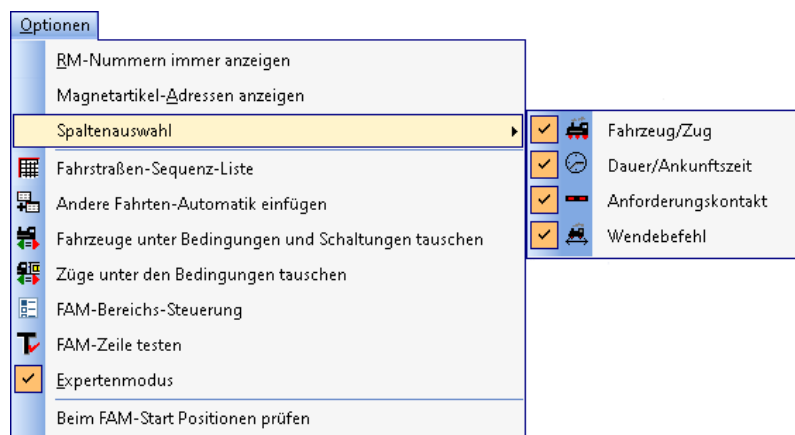 Optionen
RM-Nummern immer anzeigen
Magnetartikel-Adressen anzeigen
Spaltenauswahl
Fahrstraßen-Sequenz-Liste
Andere Fahrten-Automatik einfügen
Fahrzeuge unter Bedingungen und Schaltungen tauschen
Züge unter den Bedingungen tauschen
FAM-Bereichs-Steuerung
FAM-Zeile testen
Expertenmodus
Beim FAM-Start Positionen prüfen
Fahrzeug/Zug
Dauer/Ankunftszeit
Anforderungskontakt
Wendebefehl